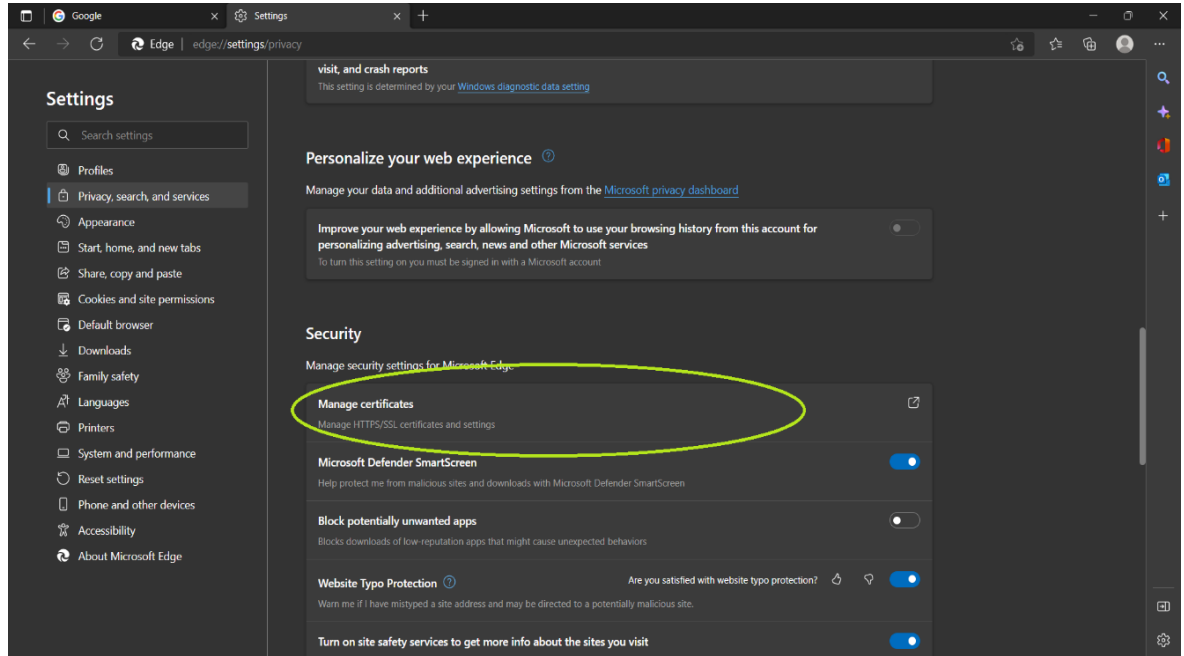 Google
Settings
Edge | edge://settings/privacy
Settings
Search settings
Profiles
Privacy, search, and services
Appearance
Start, home, and new tabs
Share, copy and paste
Cookies and site permissions
Default browser
Downloads
Family safety
Languages
Printers
System and performance
Reset settings
Phone and other devices
Accessibility
About Microsoft Edge
visit, and crash reports
This setting is determined by your Windows diagnostic data setting
Personalize your web experience
Manage your data and additional advertising settings from the Microsoft privacy dashboard
Improve your web experience by allowing Microsoft to use your browsing history from this account for
personalizing advertising, search, news and other Microsoft services
To turn this setting on you must be signed in with a Microsoft account
Security
Manage security settings for Microsoft Edge
Manage certificates
Manage HTTPS/SSL certificates and settings
Microsoft Defender SmartScreen
Help protect me from malicious sites and downloads with Microsoft Defender SmartScreen
Block potentially unwanted apps
Blocks downloads of low-reputation apps that might cause unexpected behaviors
Website Typo Protection
Are you satisfied with website typo protection?
Warn me if I have mistyped a site address and may be directed to a potentially malicious site.
Turn on site safety services to get more info about the sites you visit